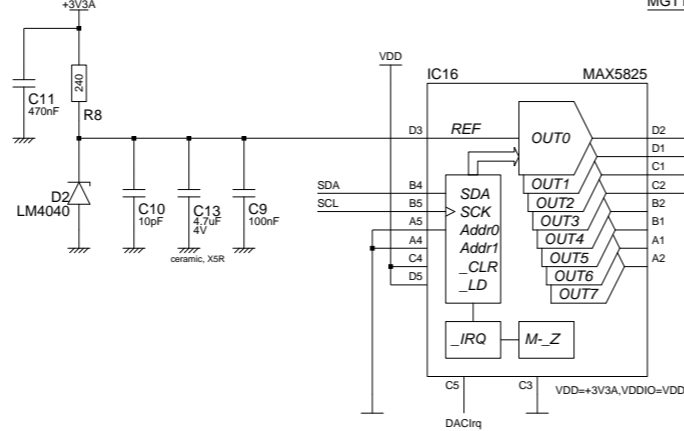 +3V3A
MGT1
C11
470nF
240
R8
VDD
IC16
MAX5825
D3
REF
OUT0
D2
D1
C1
C2
B2
B1
A1
A2
OUT1
OUT2
OUT3
OUT4
OUT5
OUT6
OUT7
SDA
SCL
B4
B5
A5
A4
C4
D5
SDA
SCK
Addr0
Addr1
_CLR
_LD
_IRQ
M-_Z
D2
LM4040
C10
10pF
C13
4.7uF
4V
C9
100nF
ceramic, X5R
C5
C3
VDD=+3V3A,VDDIO=VDD
DACIrq